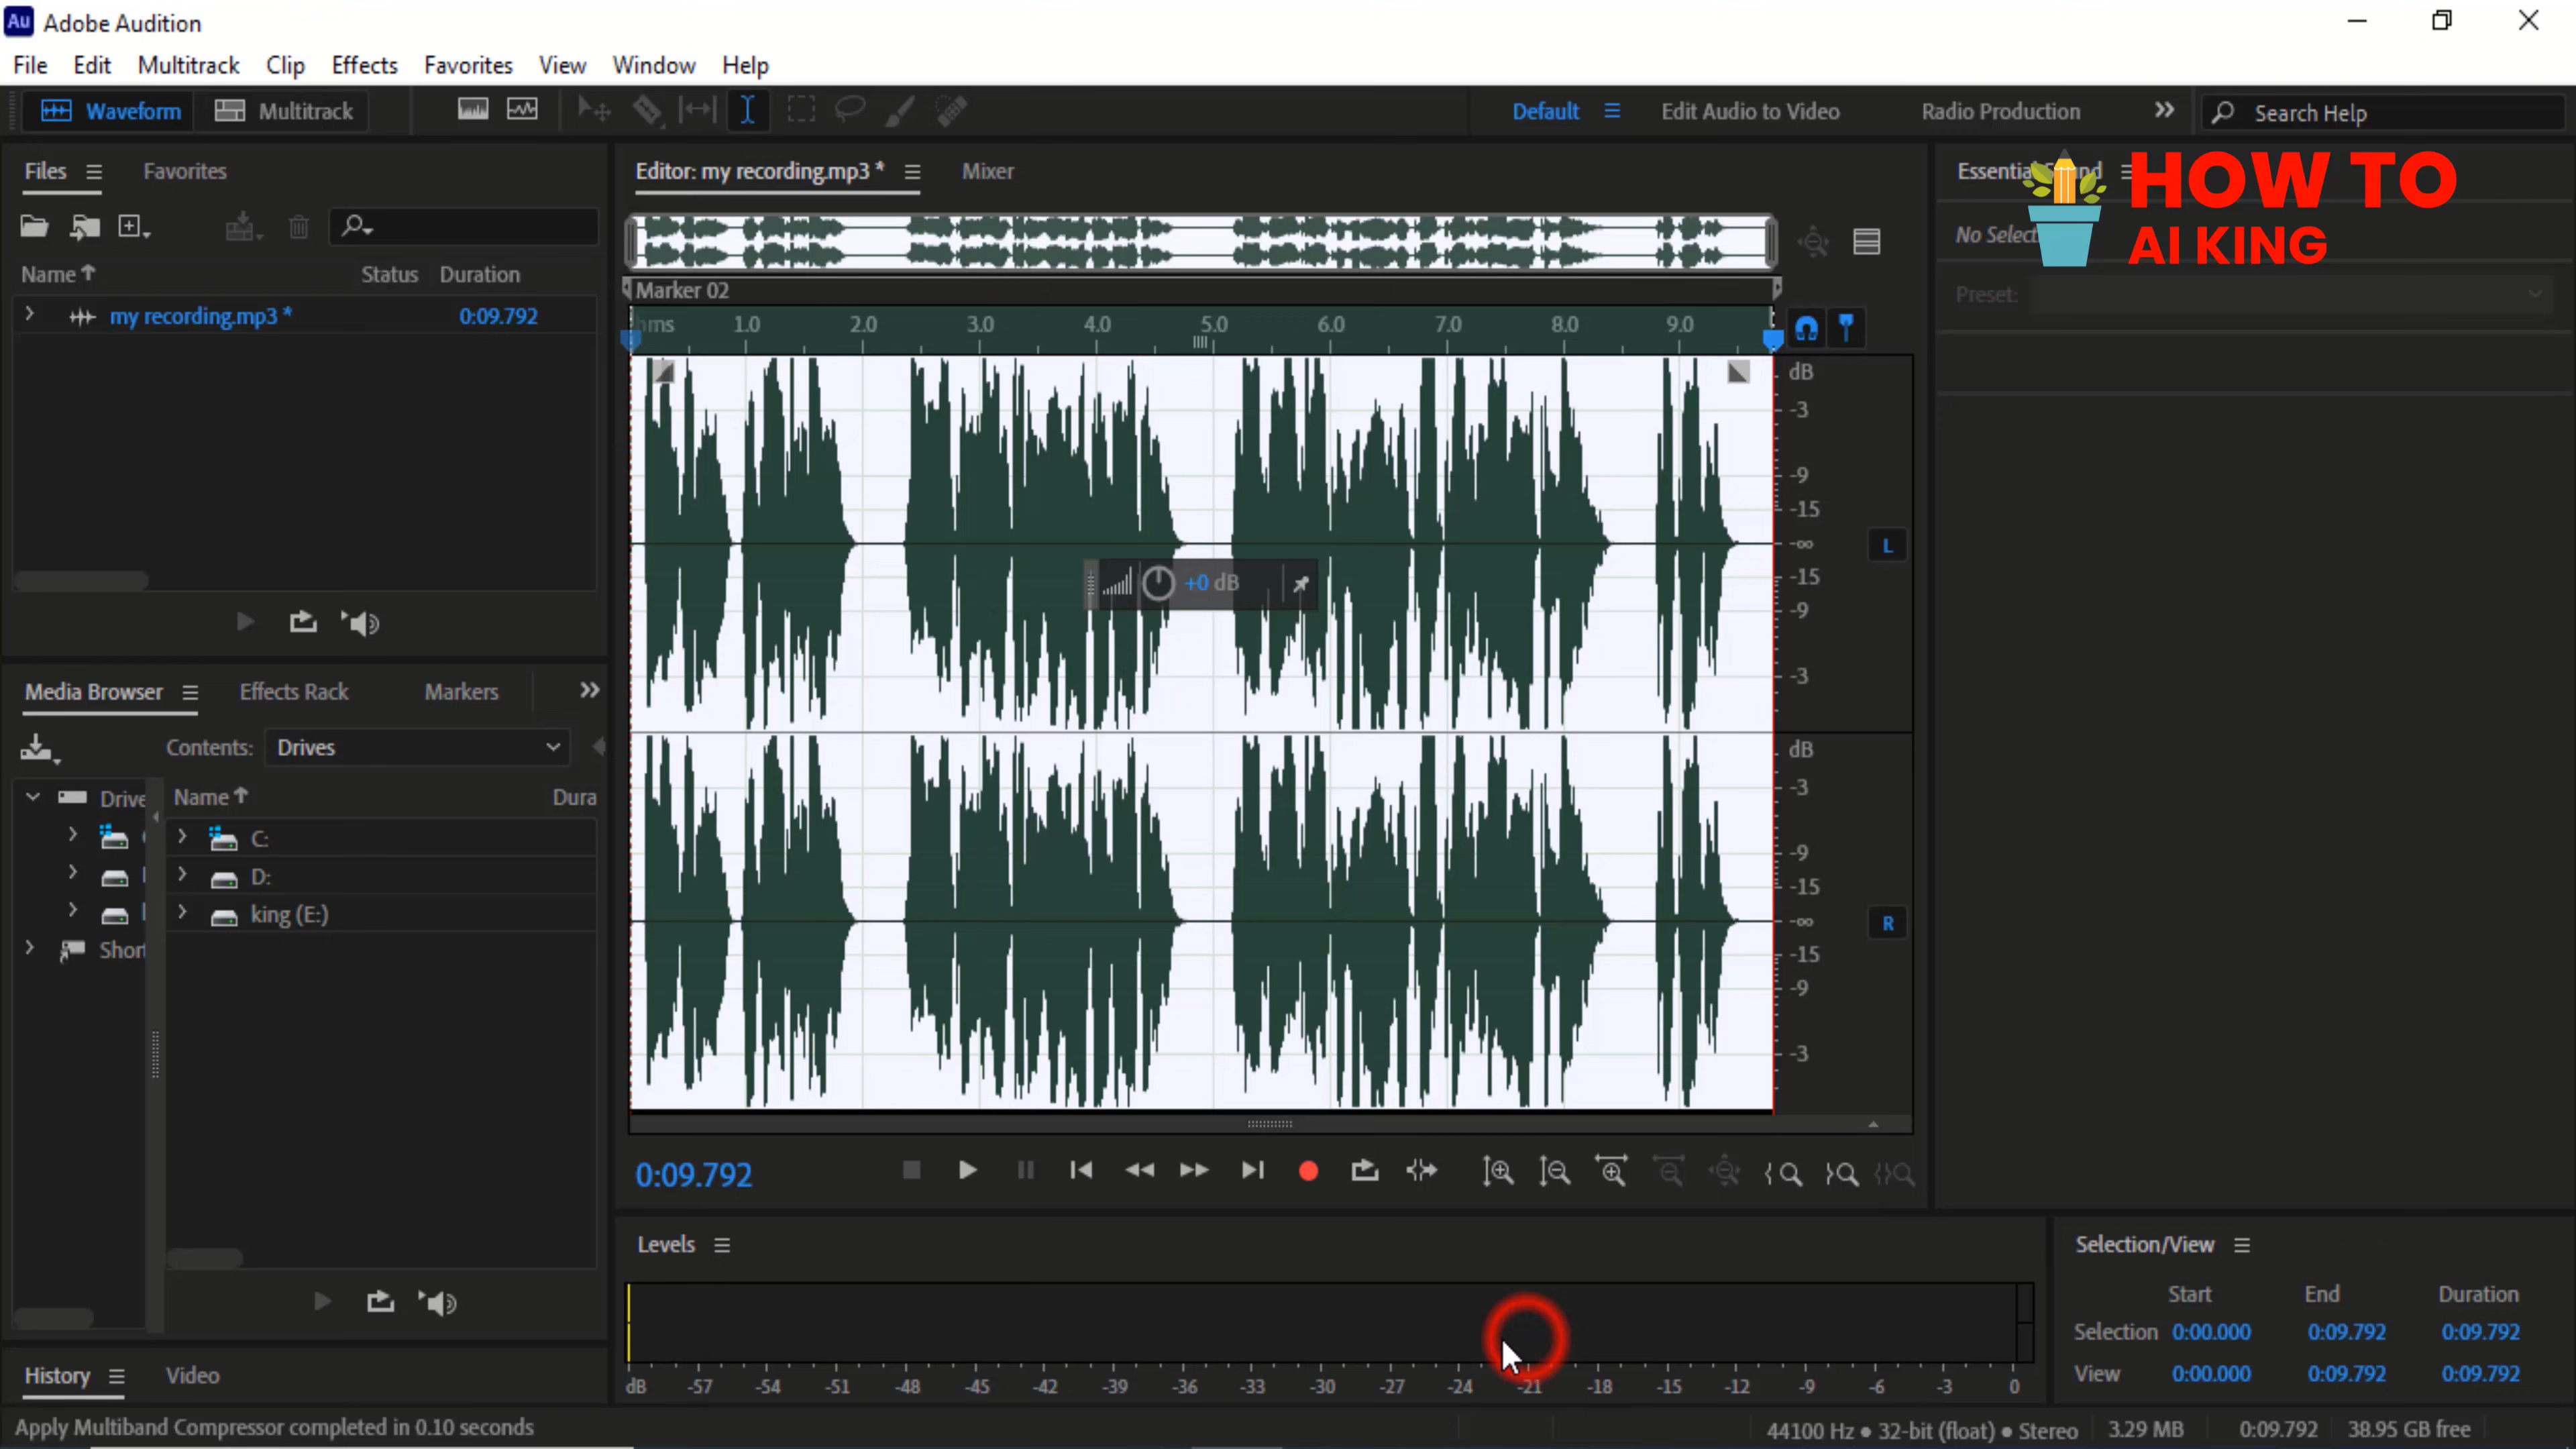 Au Adobe Audition
File Edit Multitrack Clip Effects Favorites View Window Help
Waveform Multitrack Default Edit Audio to Video Radio Production Search Help
Files Favorites
Name Status Duration
my recording.mp3 * 0:09.792
Editor: my recording.mp3 * Mixer
Marker 02
hms 1.0 2.0 3.0 4.0 5.0 6.0 7.0 8.0 9.0
dB
-3
-9
-15
-∞
-15
-9
-3
L
+0 dB
dB
-3
-9
-15
-∞
-15
-9
-3
R
Essential Sound
HOW TO
AI KING
No Select
Preset:
Media Browser Effects Rack Markers
Contents: Drives
Drive Name Dura
C:
D:
king (E:)
Short
0:09.792
Levels
dB -57 -54 -51 -48 -45 -42 -39 -36 -33 -30 -27 -24 -21 -18 -15 -12 -9 -6 -3 0
Selection/View
Start End Duration
Selection 0:00.000 0:09.792 0:09.792
View 0:00.000 0:09.792 0:09.792
History Video
Apply Multiband Compressor completed in 0.10 seconds
44100 Hz ● 32-bit (float) ● Stereo 3.29 MB 0:09.792 38.95 GB free